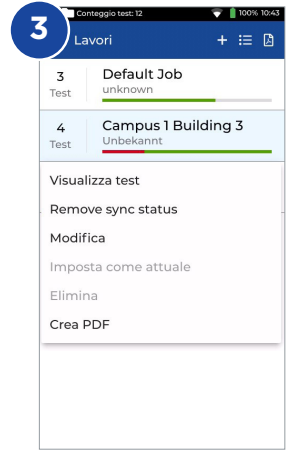 3
Conteggio test: 12
100% 10:43
Lavori
3
Test
Default Job
unknown
4
Test
Campus 1 Building 3
Unbekannt
Visualizza test
Remove sync status
Modifica
Imposta come attuale
Elimina
Crea PDF